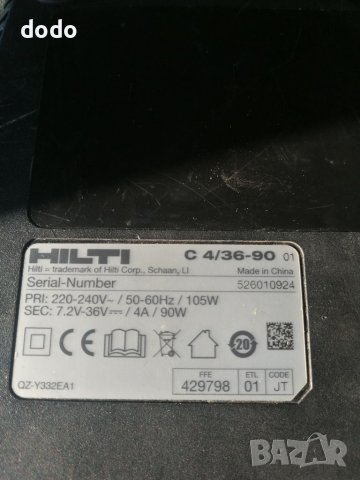 dodo
HILTI C 4/36-90 01
Hilti = trademark of Hilti Corp., Schaan, LI Made in China
Serial-Number 526010924
PRI: 220-240V~ / 50-60Hz / 105W
SEC: 7.2V-36V⎓ / 4A / 90W
20
FFE ETL CODE
QZ-Y332EA1 429798 01 JT
BAZAR